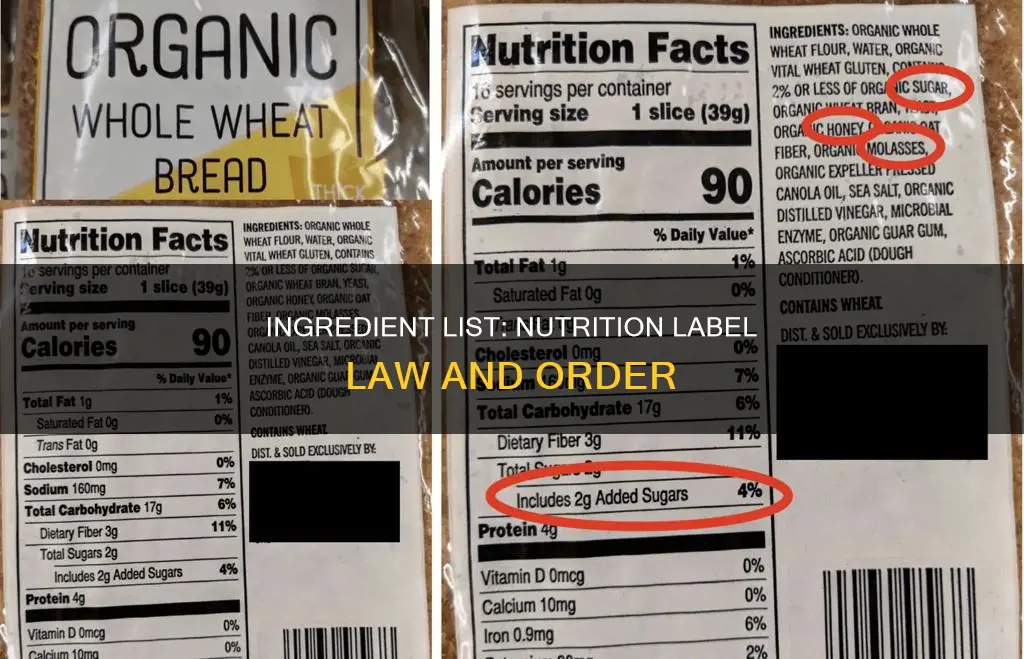 ORGANIC
WHOLE WHEAT
BREAD
THICK
Nutrition Facts
16 servings per container
Serving size 1 slice (39g)
Amount per serving
Calories 90
% Daily Value*
Total Fat 1g 1%
Saturated Fat 0g 0%
Trans Fat 0g
Cholesterol 0mg 0%
Sodium 160mg 7%
Total Carbohydrate 17g 6%
Dietary Fiber 3g 11%
Total Sugars 2g
Includes 2g Added Sugars 4%
Protein 4g
Vitamin D 0mcg 0%
Calcium 10mg 0%
INGREDIENTS: ORGANIC WHOLE
WHEAT FLOUR, WATER, ORGANIC
VITAL WHEAT GLUTEN, CONTAINS
2% OR LESS OF ORGANIC SUGAR,
ORGANIC WHEAT BRAN, YEAST,
ORGANIC HONEY, ORGANIC OAT
FIBER, ORGANIC MOLASSES,
CANOLA OIL, SEA SALT, ORGANIC
DISTILLED VINEGAR, MICROBIAL
ENZYME, ORGANIC GUAR GUM,
ASCORBIC ACID (DOUGH
CONDITIONER).
CONTAINS WHEAT.
DIST. & SOLD EXCLUSIVELY BY:
Nutrition Facts
16 servings per container
Serving size 1 slice (39g)
Amount per serving
Calories 90
% Daily Value*
Total Fat 1g 1%
Saturated Fat 0g 0%
Cholesterol 0mg 0%
7%
Total Carbohydrate 17g 6%
Dietary Fiber 3g 11%
Total Sugars 2g
Includes 2g Added Sugars 4%
Protein 4g
Vitamin D 0mcg 0%
Calcium 10mg 0%
Iron 0.9mg 6%
2%
INGREDIENTS: ORGANIC WHOLE
WHEAT FLOUR, WATER, ORGANIC
VITAL WHEAT GLUTEN, CONTAINS
2% OR LESS OF ORGANIC SUGAR,
ORGANIC WHEAT BRAN, YEAST,
ORGANIC HONEY, ORGANIC OAT
FIBER, ORGANIC MOLASSES,
ORGANIC EXPELLER PRESSED
CANOLA OIL, SEA SALT, ORGANIC
DISTILLED VINEGAR, MICROBIAL
ENZYME, ORGANIC GUAR GUM,
ASCORBIC ACID (DOUGH
CONDITIONER).
CONTAINS WHEAT.
DIST. & SOLD EXCLUSIVELY BY:
INGREDIENT LIST: NUTRITION LABEL
LAW AND ORDER